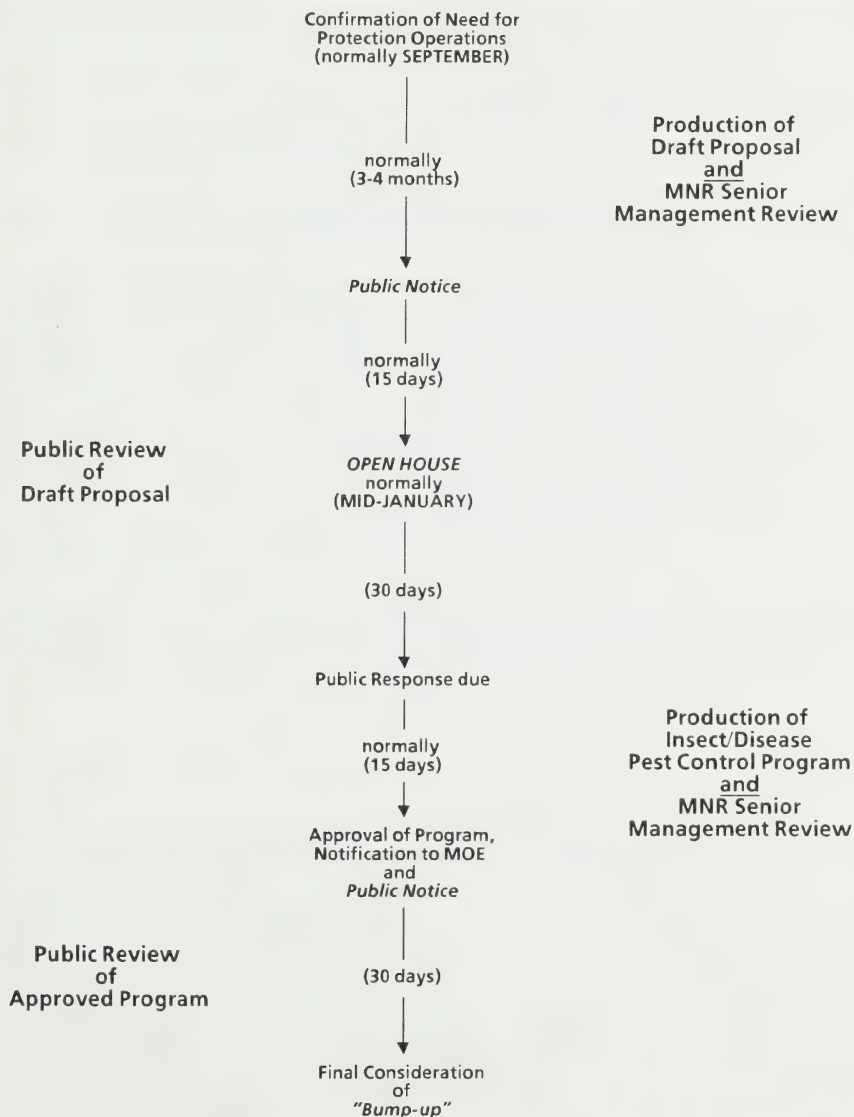 Confirmation of Need for
Protection Operations
(normally SEPTEMBER)
normally
(3-4 months)
Production of
Draft Proposal
and
MNR Senior
Management Review
Public Notice
normally
(15 days)
Public Review
of
Draft Proposal
OPEN HOUSE
normally
(MID-JANUARY)
(30 days)
Public Response due
normally
(15 days)
Production of
Insect/Disease
Pest Control Program
and
MNR Senior
Management Review
Approval of Program,
Notification to MOE
and
Public Notice
Public Review
of
Approved Program
(30 days)
Final Consideration
of
"Bump-up"